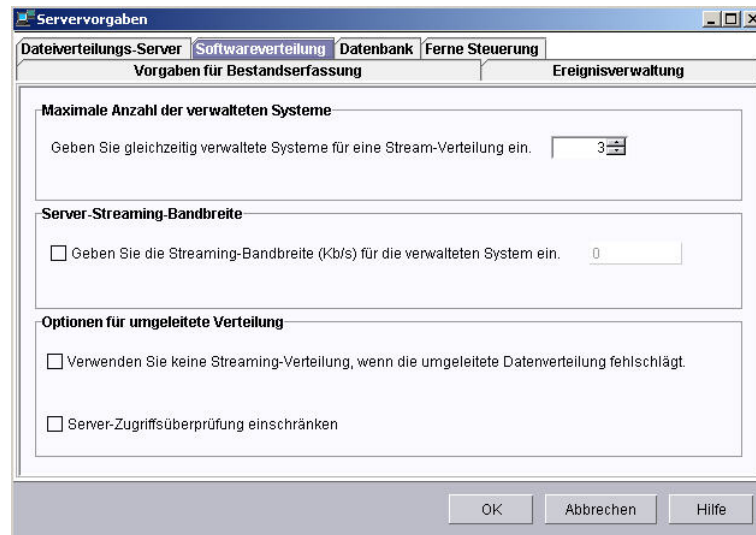 Servervorgaben
Dateiverteilungs-Server Softwareverteilung Datenbank Ferne Steuerung
Vorgaben für Bestandserfassung Ereignisverwaltung
Maximale Anzahl der verwalteten Systeme
Geben Sie gleichzeitig verwaltete Systeme für eine Stream-Verteilung ein. 3
Server-Streaming-Bandbreite
Geben Sie die Streaming-Bandbreite (Kb/s) für die verwalteten System ein. 0
Optionen für umgeleitete Verteilung
Verwenden Sie keine Streaming-Verteilung, wenn die umgeleitete Datenverteilung fehlschlägt.
Server-Zugriffsüberprüfung einschränken
OK Abbrechen Hilfe